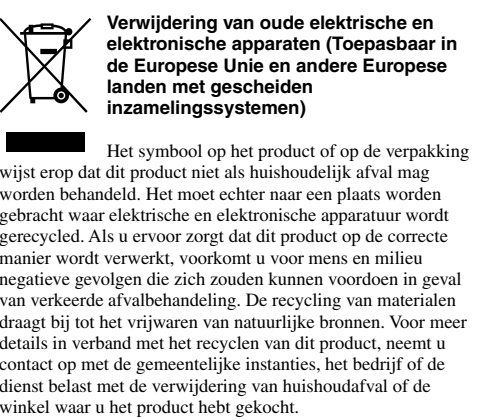 Verwijdering van oude elektrische en
elektronische apparaten (Toepasbaar in
de Europese Unie en andere Europese
landen met gescheiden
inzamelingssystemen)
Het symbool op het product of op de verpakking
wijst erop dat dit product niet als huishoudelijk afval mag
worden behandeld. Het moet echter naar een plaats worden
gebracht waar elektrische en elektronische apparatuur wordt
gerecycled. Als u ervoor zorgt dat dit product op de correcte
manier wordt verwerkt, voorkomt u voor mens en milieu
negatieve gevolgen die zich zouden kunnen voordoen in geval
van verkeerde afvalbehandeling. De recycling van materialen
draagt bij tot het vrijwaren van natuurlijke bronnen. Voor meer
details in verband met het recyclen van dit product, neemt u
contact op met de gemeentelijke instanties, het bedrijf of de
dienst belast met de verwijdering van huishoudafval of de
winkel waar u het product hebt gekocht.